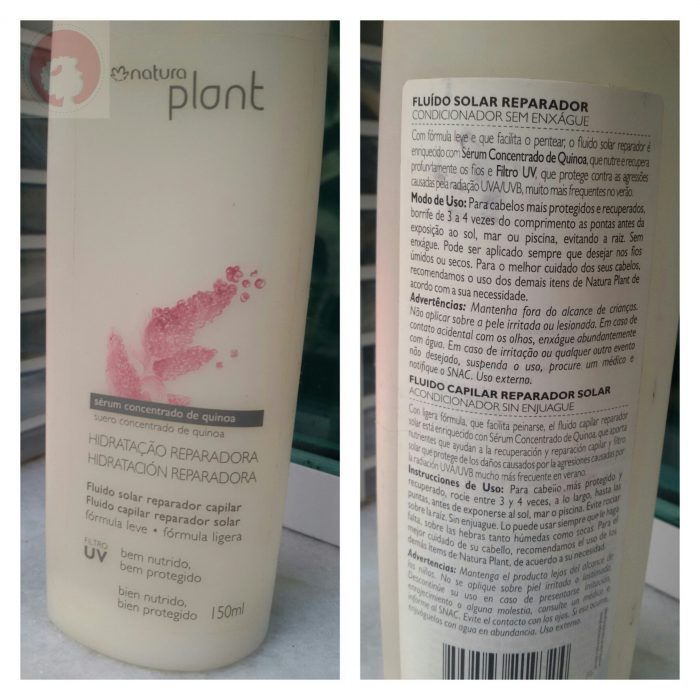 natura
plant
sérum concentrado de quinoa
suero concentrado de quinoa
HIDRATAÇÃO REPARADORA
HIDRATACIÓN REPARADORA
Fluido solar reparador capilar
Fluido capilar reparador solar
fórmula leve • fórmula ligera
FILTRO
UV
bem nutrido,
bem protegido
bien nutrido,
bien protegido
150ml
FLUÍDO SOLAR REPARADOR
CONDICIONADOR SEM ENXÁGUE
Com fórmula leve e que facilita o pentear, o fluido solar reparador é
enriquecido com Sérum Concentrado de Quinoa, que nutre e recupera
profundamente os fios e Filtro UV, que protege contra as agressões
causadas pela radiação UVA/UVB, muito mais frequentes no verão.
Modo de Uso: Para cabelos mais protegidos e recuperados,
borrife de 3 a 4 vezes do comprimento as pontas antes da
exposição ao sol, mar ou piscina, evitando a raiz. Sem
enxágue. Pode ser aplicado sempre que desejar nos fios
úmidos ou secos. Para o melhor cuidado dos seus cabelos,
recomendamos o uso dos demais itens de Natura Plant de
acordo com a sua necessidade.
Advertências: Mantenha fora do alcance de crianças.
Não aplicar sobre a pele irritada ou lesionada. Em caso de
contato acidental com os olhos, enxágue abundantemente
com água. Em caso de irritação ou qualquer outro evento
não desejado, suspenda o uso, procure um médico e
notifique o SNAC. Uso externo.
FLUIDO CAPILAR REPARADOR SOLAR
ACONDICIONADOR SIN ENJUAGUE
Con ligera fórmula, que facilita peinarse, el fluido capilar reparador
solar está enriquecido con Sérum Concentrado de Quinoa, que aporta
nutrientes que ayudan a la recuperación y reparación capilar y filtro
solar que protege de los daños causados por la agresiones causadas por
la radiación UVA/UVB mucho más frecuente en verano.
Instrucciones de Uso: Para cabello más protegido y
recuperado, rocíe entre 3 y 4 veces, a lo largo, hasta las
puntas, antes de exponerse al sol, mar o piscina. Evite rociar
sobre la raíz. Sin enjuague. Lo puede usar siempre que le haga
falta, sobre las hebras tanto húmedas como secas. Para el
mejor cuidado de su cabello, recomendamos el uso de los
demás ítems de Natura Plant, de acuerdo a su necesidad.
Advertencias: Mantenga el producto lejos del alcance de
los niños. No se aplique sobre piel irritada o lastimada.
Descontinúe su uso en caso de presentarse irritación,
enrojecimiento o alguna molestia, consulte un médico e
informe al SNAC. Evite el contacto con los ojos. Si eso ocurre,
enjuáguelos con agua en abundancia. Uso externo.